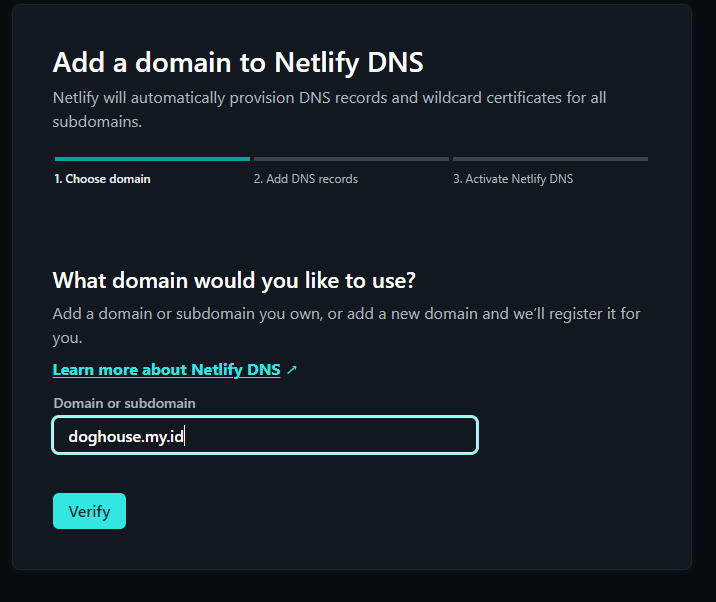 Add a domain to Netlify DNS
Netlify will automatically provision DNS records and wildcard certificates for all
subdomains.
1. Choose domain
2. Add DNS records
3. Activate Netlify DNS
What domain would you like to use?
Add a domain or subdomain you own, or add a new domain and we’ll register it for
you.
Learn more about Netlify DNS ↗
Domain or subdomain
doghouse.my.id
Verify